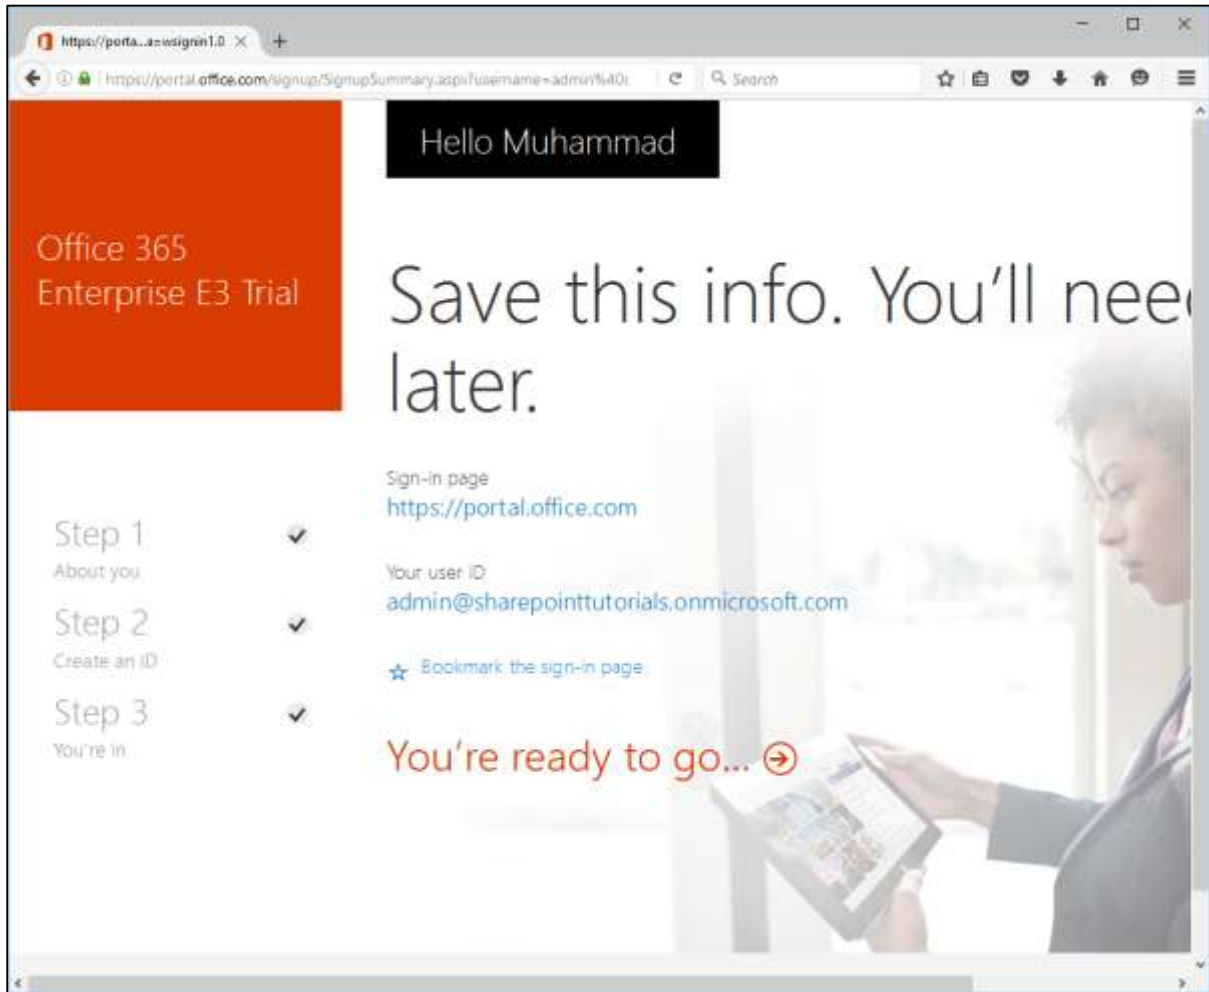 https://porta...a=wsignin1.0
https://portal.office.com/signup/SignupSummary.aspx?username=admin%40
Search
Hello Muhammad
Office 365
Enterprise E3 Trial
Save this info. You'll nee
later.
Sign-in page
https://portal.office.com
Your user ID
admin@sharepointtutorials.onmicrosoft.com
Bookmark the sign-in page
You're ready to go...
Step 1
About you
Step 2
Create an ID
Step 3
You're in